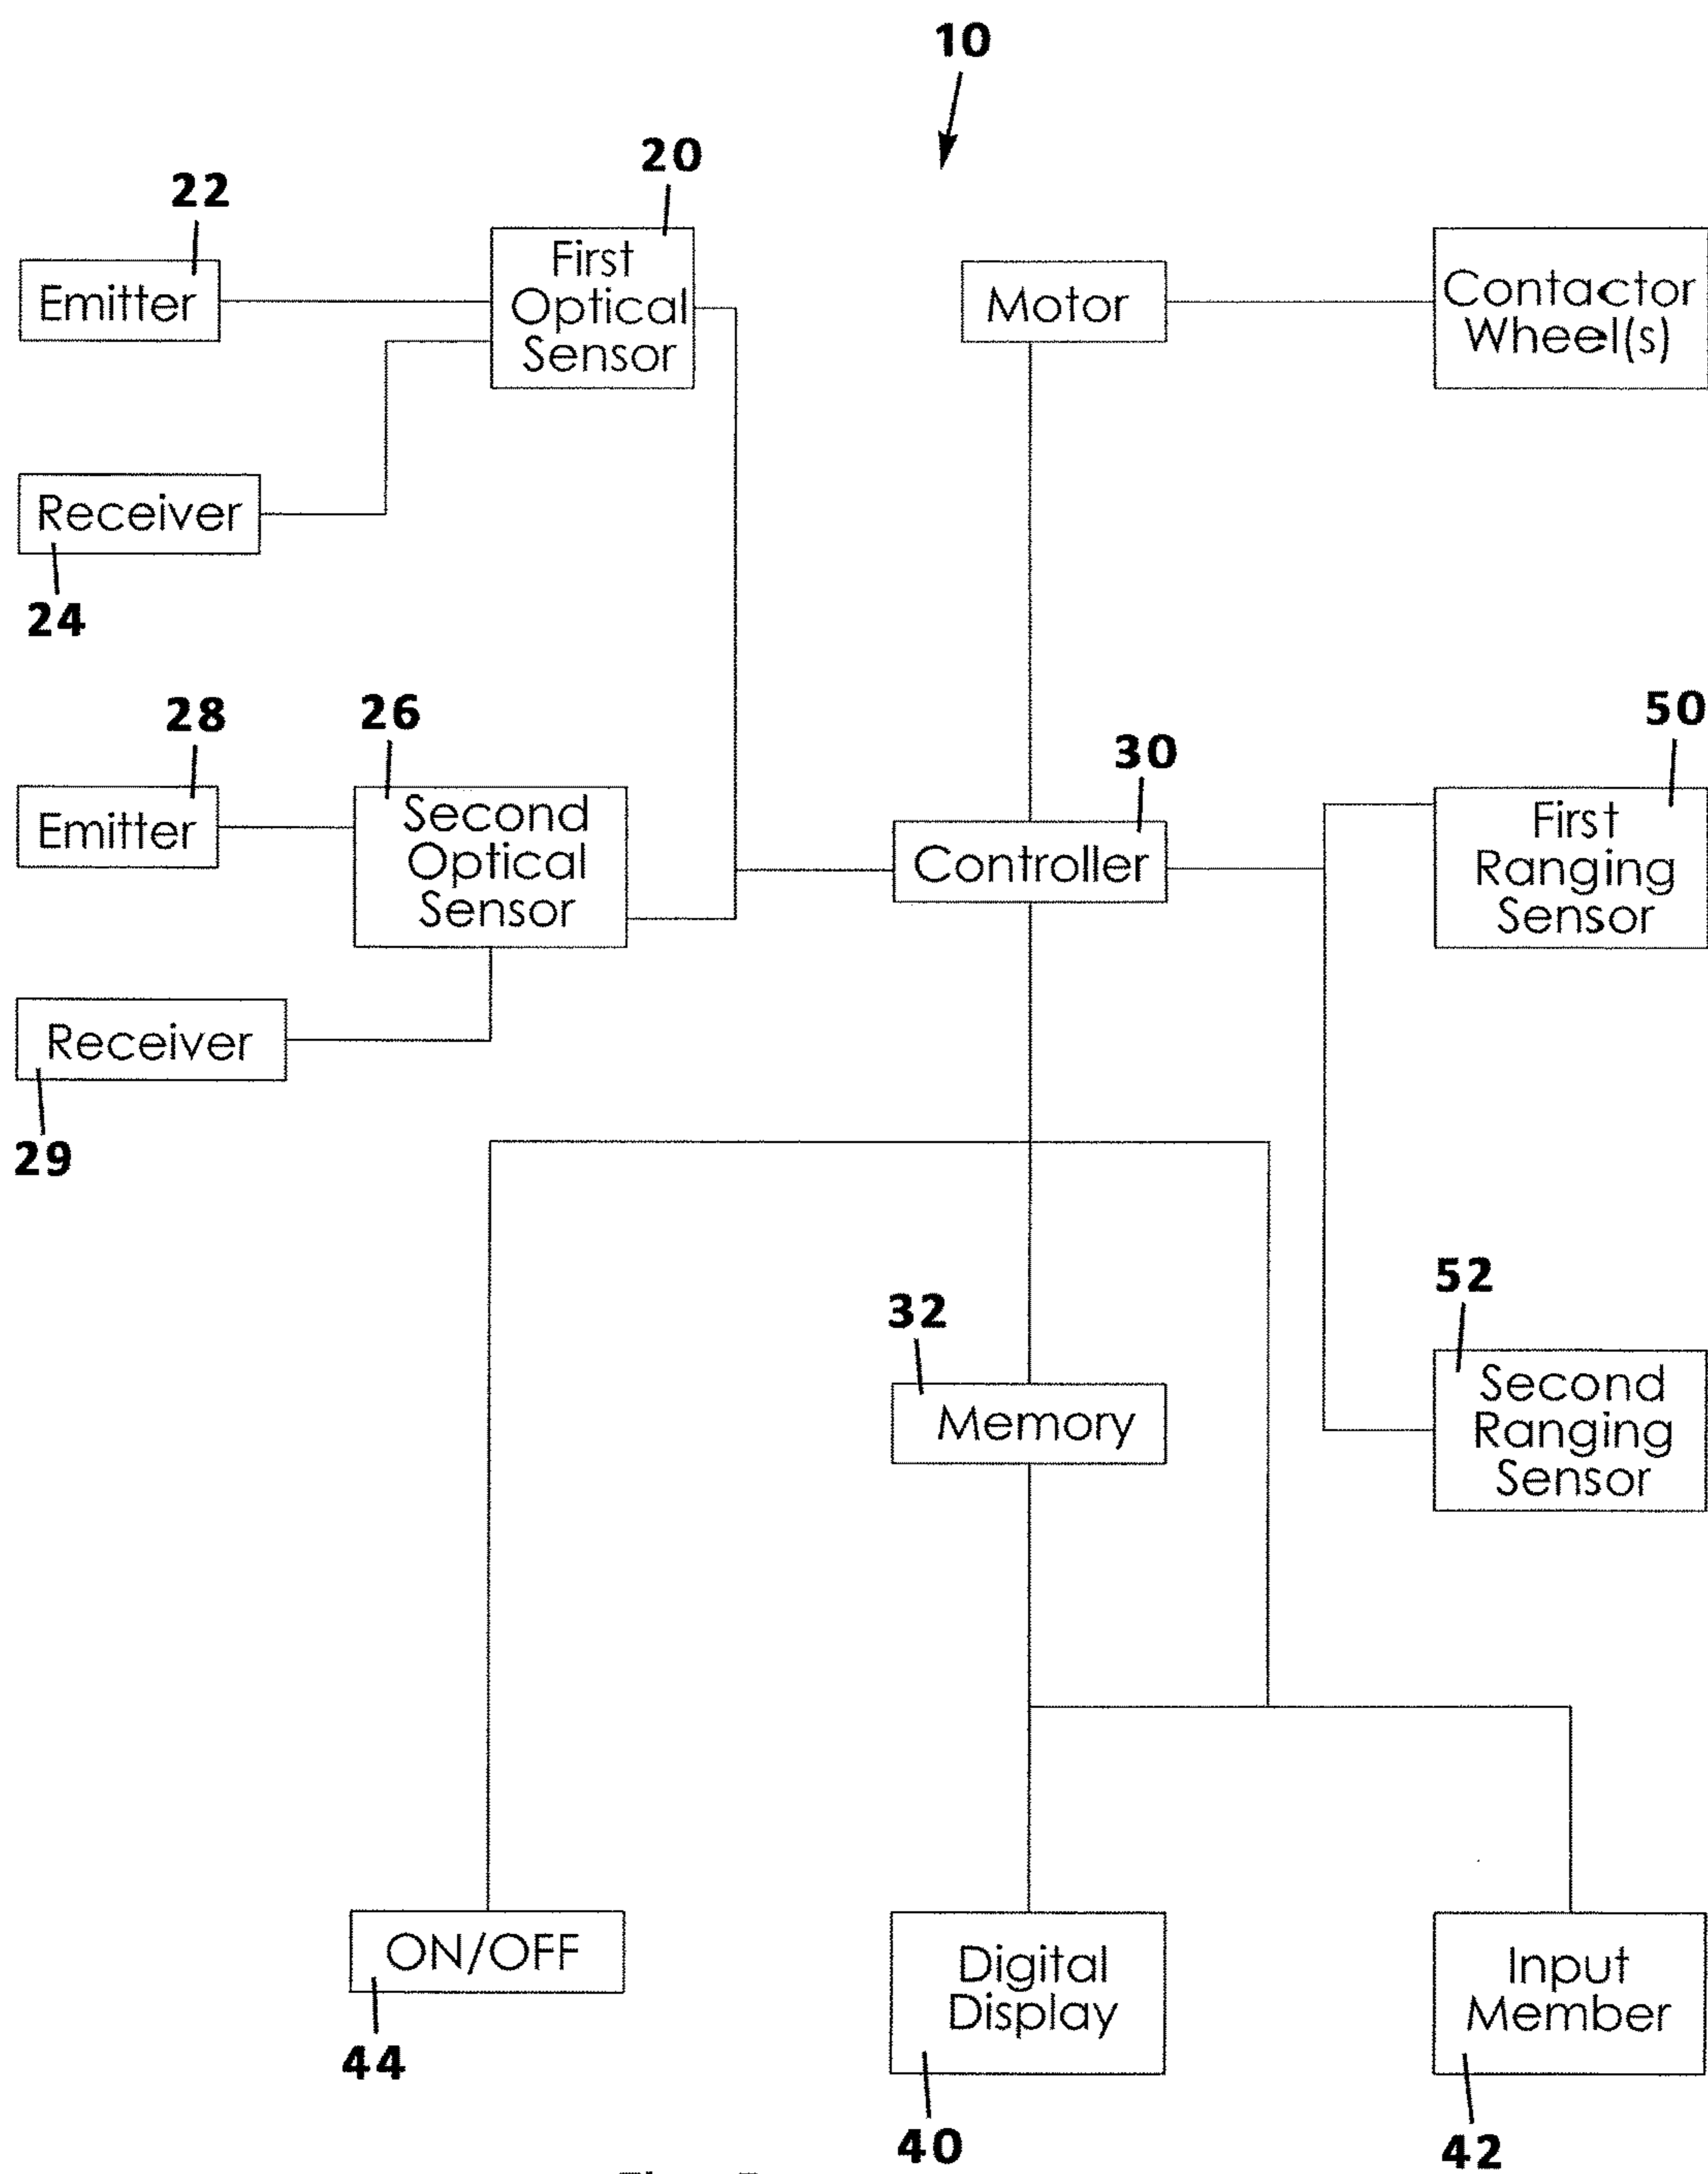 10
20
22
First
Optical
Sensor
Emitter
Motor
Contactor
Wheel(s)
Receiver
24
28
26
50
30
Emitter
Second
Optical
Sensor
Controller
First
Ranging
Sensor
Receiver
29
52
32
Second
Ranging
Sensor
Memory
ON/OFF
Digital
Display
Input
Member
44
40
42